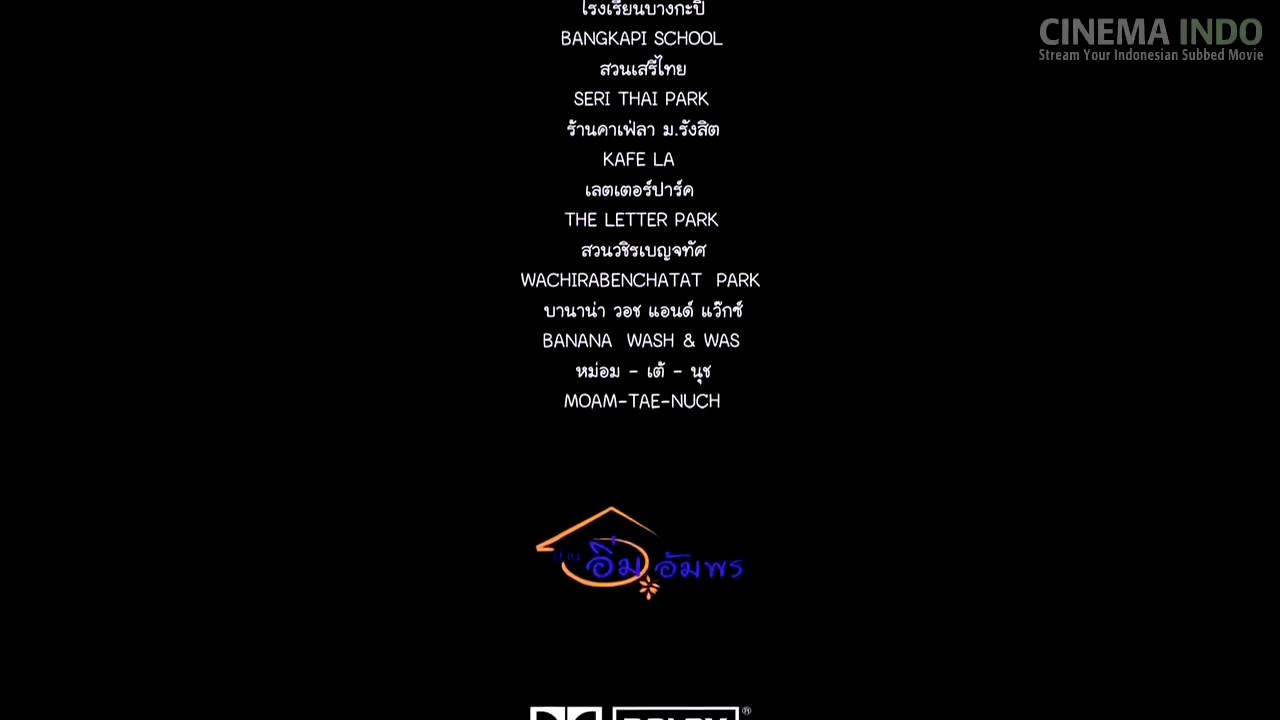 โรงเรียนบางกะปิ
BANGKAPI SCHOOL
สวนเสรีไทย
SERI THAI PARK
ร้านคาเฟ่ลา ม.รังสิต
KAFE LA
เลตเตอร์ปาร์ค
THE LETTER PARK
สวนวชิรเบญจทัศ
WACHIRABENCHATAT PARK
บานาน่า วอช แอนด์ แว๊กซ์
BANANA WASH & WAS
หม่อม - เต้ - นุช
MOAM-TAE-NUCH
บ้าน อิ่ม อัมพร
CINEMA INDO
Stream Your Indonesian Subbed Movie